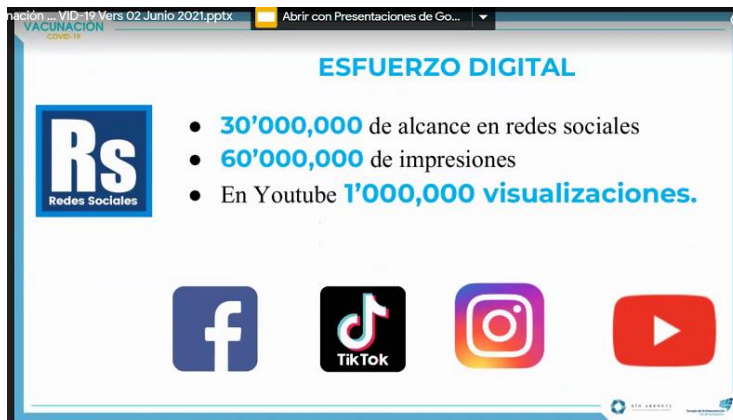 nación ... VID-19 Vers 02 Junio 2021.pptx
Abrir con Presentaciones de Go...
VACUNACIÓN
COVID-19
ESFUERZO DIGITAL
Rs
Redes Sociales
● 30’000,000 de alcance en redes sociales
● 60’000,000 de impresiones
● En Youtube 1’000,000 visualizaciones.
f
TikTok